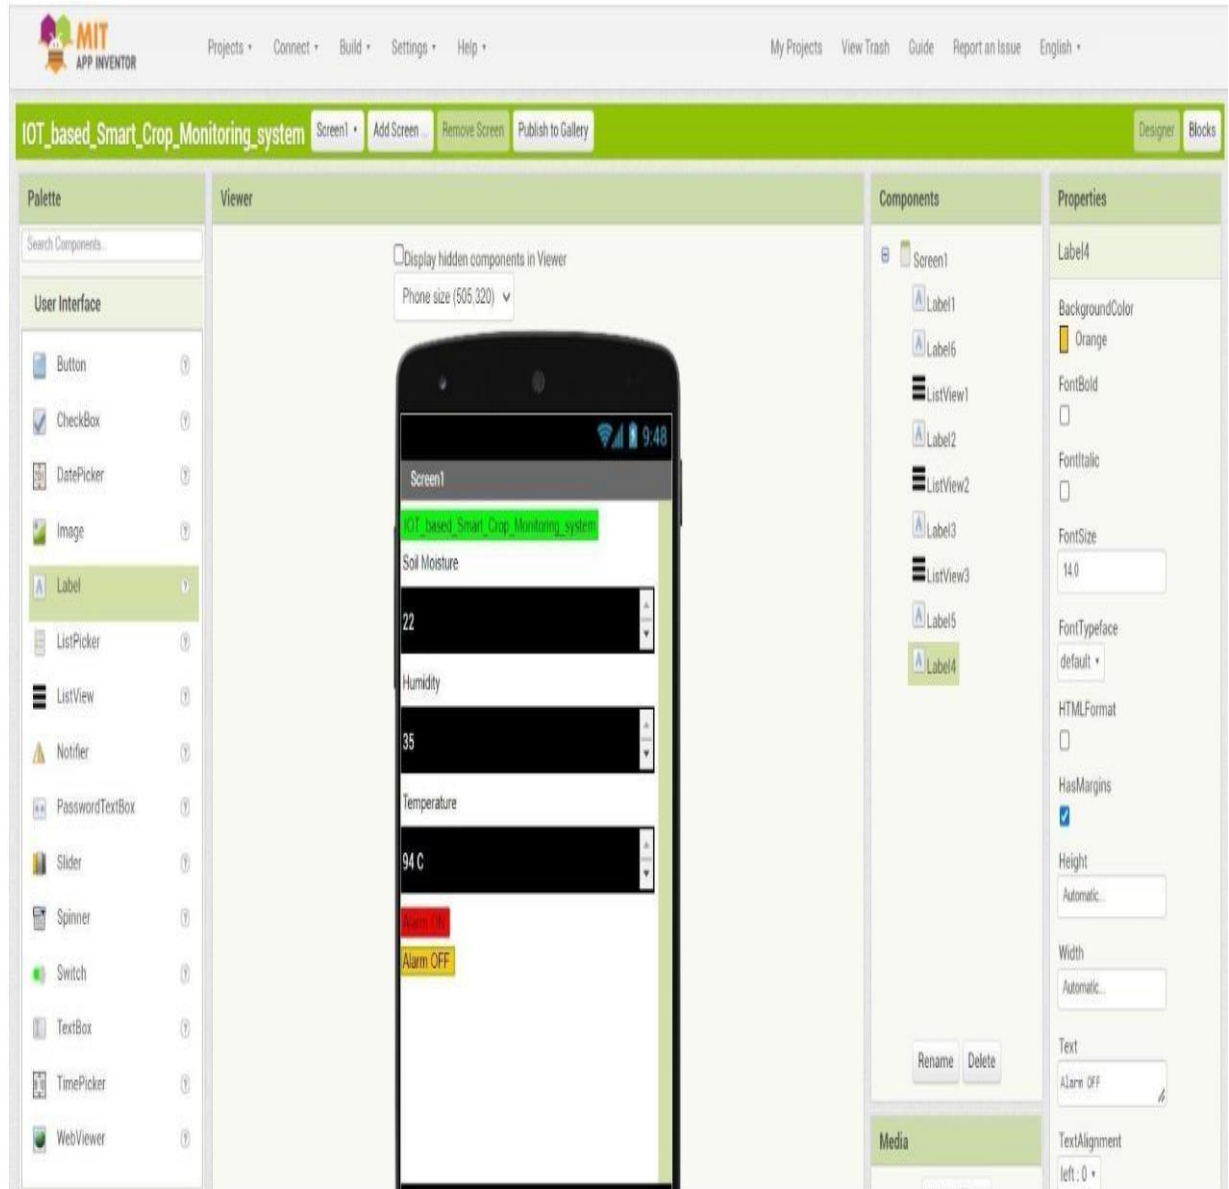 MIT
APP INVENTOR
Projects Connect Build Settings Help My Projects View Trash Guide Report an Issue English
IOT_based_Smart_Crop_Monitoring_system Screen1 Add Screen ... Remove Screen Publish to Gallery Designer Blocks
Palette
Search Components...
User Interface
Button
CheckBox
DatePicker
Image
Label
ListPicker
ListView
Notifier
PasswordTextBox
Slider
Spinner
Switch
TextBox
TimePicker
WebViewer
Viewer
Display hidden components in Viewer
Phone size (505,320)
9:48
Screen1
IOT_based_Smart_Crop_Monitoring_system
Soil Moisture
22
Humidity
35
Temperature
94 C
Alarm ON
Alarm OFF
Components
Screen1
Label1
Label6
ListView1
Label2
ListView2
Label3
ListView3
Label5
Label4
Rename Delete
Media
Properties
Label4
BackgroundColor
Orange
FontBold
FontItalic
FontSize
14.0
FontTypeface
default
HTMLFormat
HasMargins
Height
Automatic...
Width
Automatic...
Text
Alarm OFF
TextAlignment
left : 0